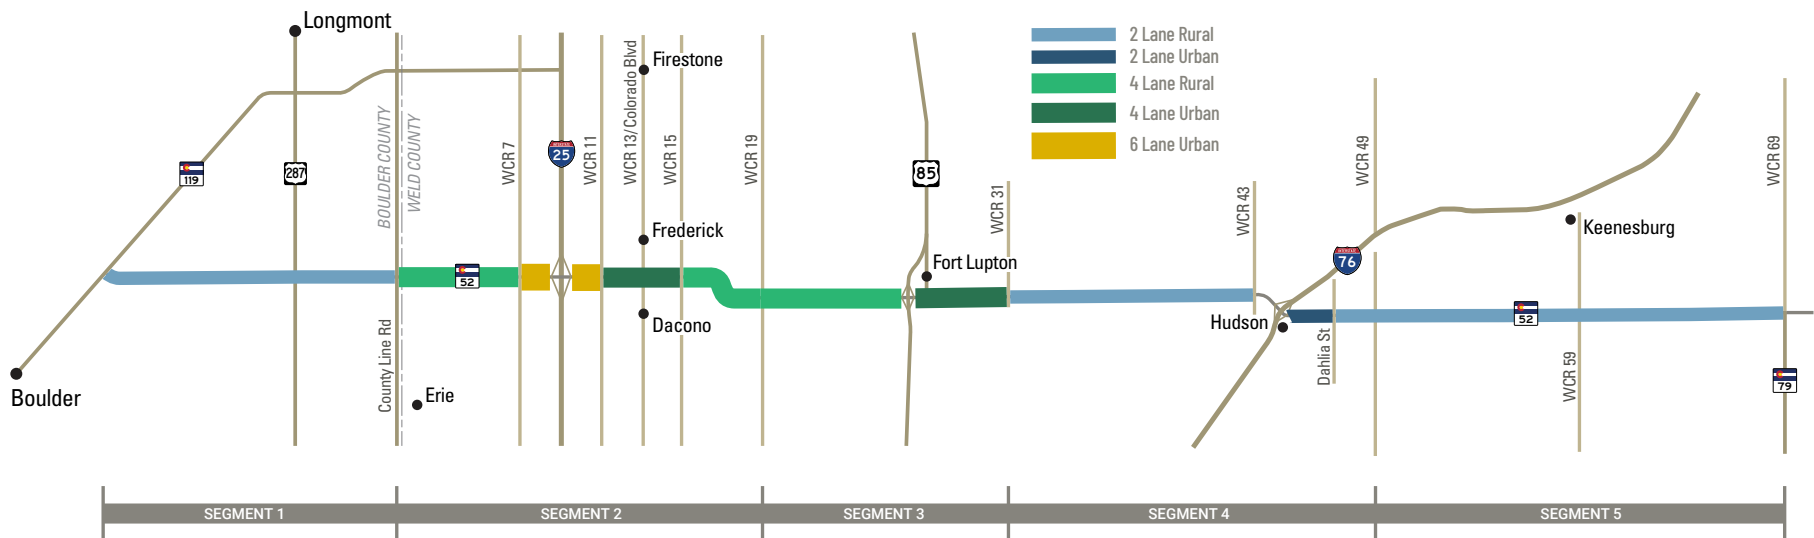 Longmont
Firestone
2 Lane Rural
2 Lane Urban
4 Lane Rural
4 Lane Urban
6 Lane Urban
119
287
BOULDER COUNTY
WELD COUNTY
WCR 7
INTERSTATE
25
WCR 11
WCR 13/Colorado Blvd
WCR 15
WCR 19
85
WCR 31
WCR 43
WCR 49
WCR 69
Keenesburg
Frederick
Fort Lupton
INTERSTATE
76
52
52
Hudson
Dacono
County Line Rd
Dahlia St
WCR 59
79
Boulder
Erie
SEGMENT 1
SEGMENT 2
SEGMENT 3
SEGMENT 4
SEGMENT 5